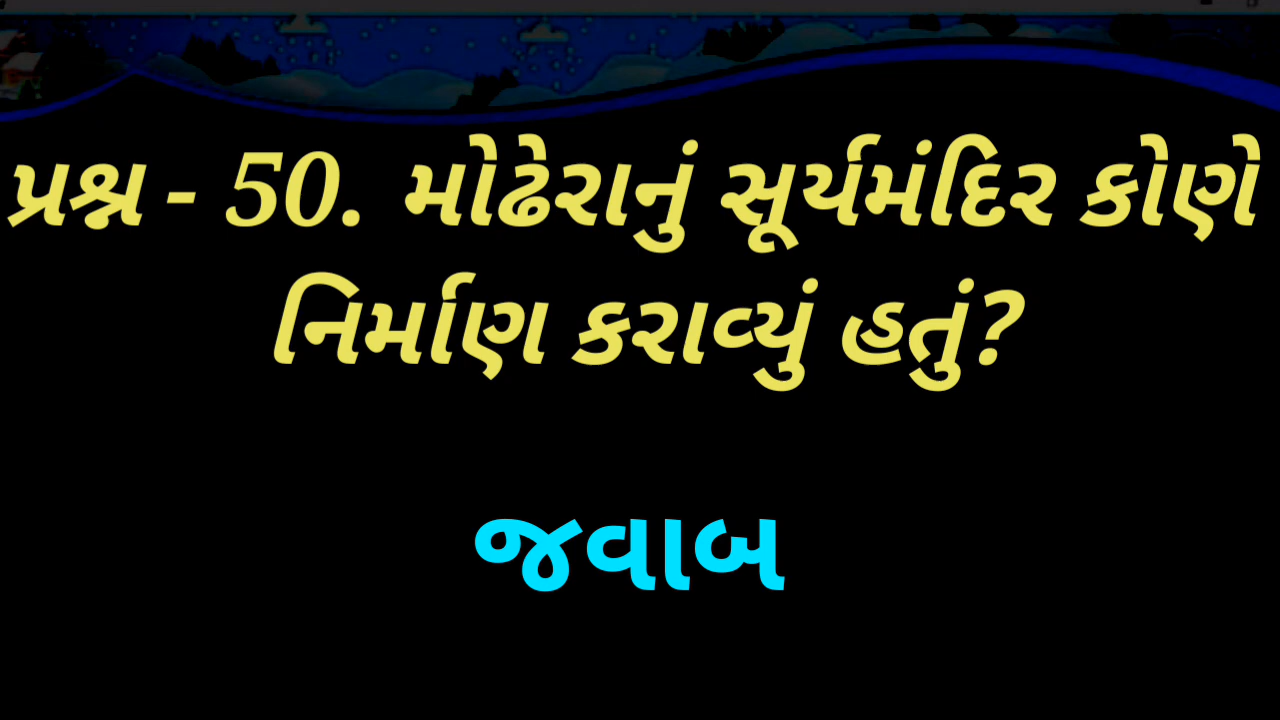 પ્રશ્ન - 50. મોઢેરાનું સૂર્યમંદિર કોણે
નિર્માણ કરાવ્યું હતું?
જવાબ